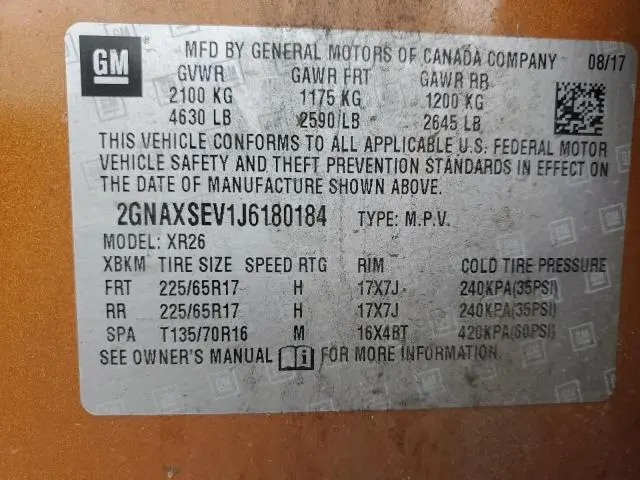 GM MFD BY GENERAL MOTORS OF CANADA COMPANY 08/17
GVWR GAWR FRT GAWR RR
2100 KG 1175 KG 1200 KG
4630 LB 2590 LB 2645 LB
THIS VEHICLE CONFORMS TO ALL APPLICABLE U.S. FEDERAL MOTOR
VEHICLE SAFETY AND THEFT PREVENTION STANDARDS IN EFFECT ON
THE DATE OF MANUFACTURE SHOWN ABOVE.
2GNAXSEV1J6180184 TYPE: M.P.V.
MODEL: XR26
XBKM TIRE SIZE SPEED RTG RIM COLD TIRE PRESSURE
FRT 225/65R17 H 17X7J 240KPA(35PSI)
RR 225/65R17 H 17X7J 240KPA(35PSI)
SPA T135/70R16 M 16X4BT 420KPA(60PSI)
SEE OWNER'S MANUAL i FOR MORE INFORMATION.